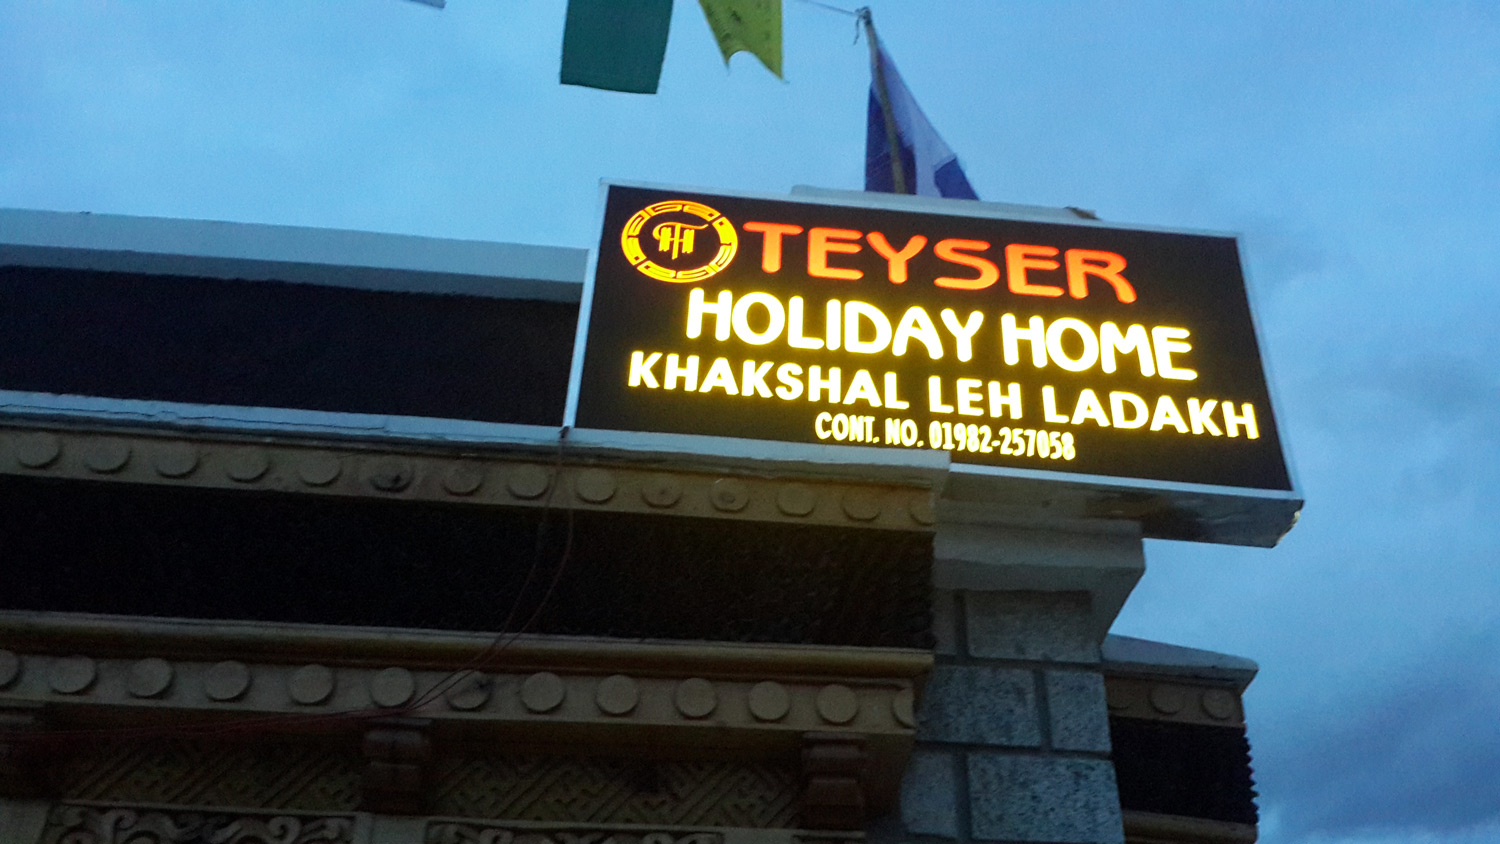 TEYSER
HOLIDAY HOME
KHAKSHAL LEH LADAKH
CONT. NO. 01982-257058